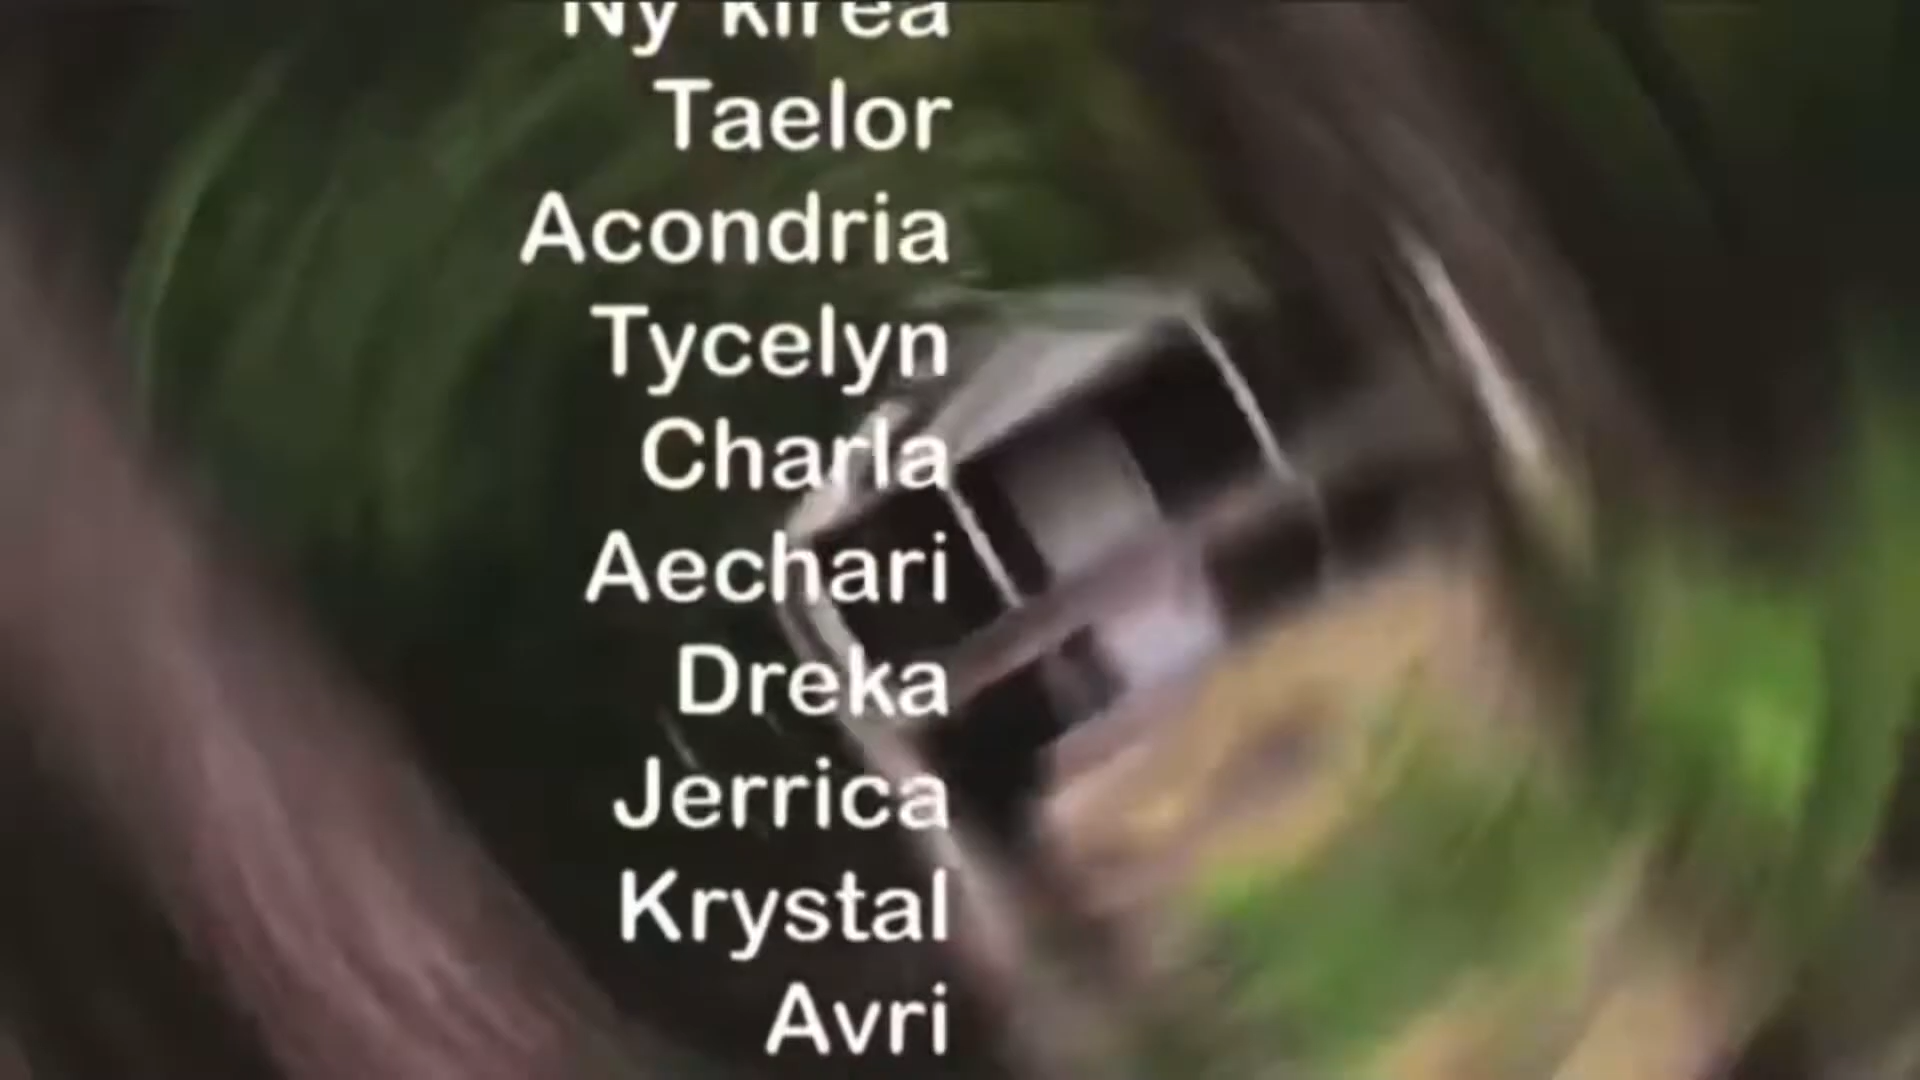 Taelor
Acondria
Tycelyn
Charla
Aechari
Dreka
Jerrica
Krystal
Avri